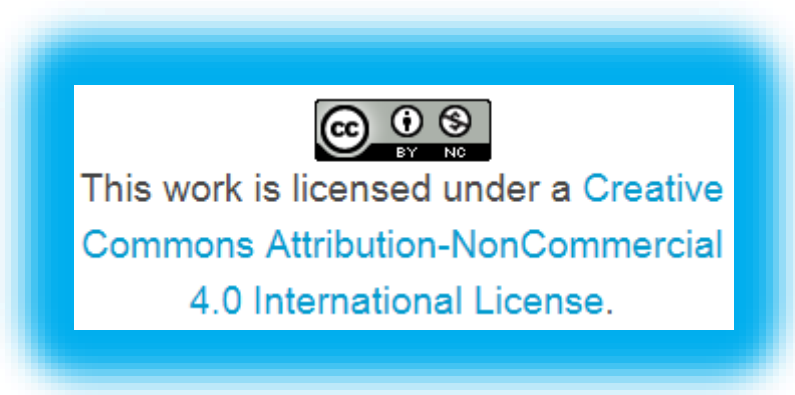 cc
BY NC
This work is licensed under a Creative
Commons Attribution-NonCommercial
4.0 International License.